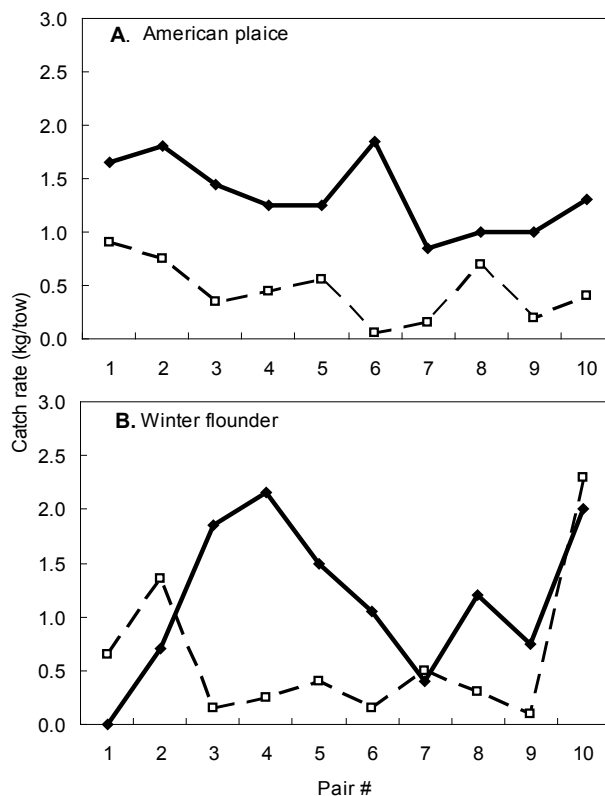 A. American plaice
3.0
2.5
2.0
1.5
1.0
0.5
0.0
1 2 3 4 5 6 7 8 9 10
Catch rate (kg/tow)
B. Winter flounder
3.0
2.5
2.0
1.5
1.0
0.5
0.0
1 2 3 4 5 6 7 8 9 10
Pair #